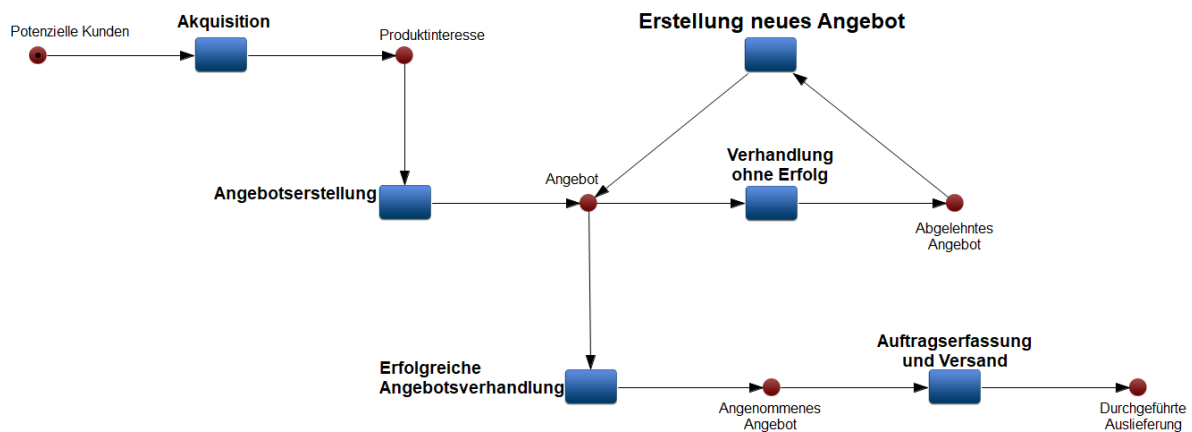 Akquisition
Erstellung neues Angebot
Potenzielle Kunden
Produktinteresse
Verhandlung
ohne Erfolg
Angebotserstellung
Angebot
Abgelehntes
Angebot
Auftragserfassung
und Versand
Erfolgreiche
Angebotsverhandlung
Angenommenes
Angebot
Durchgeführte
Auslieferung